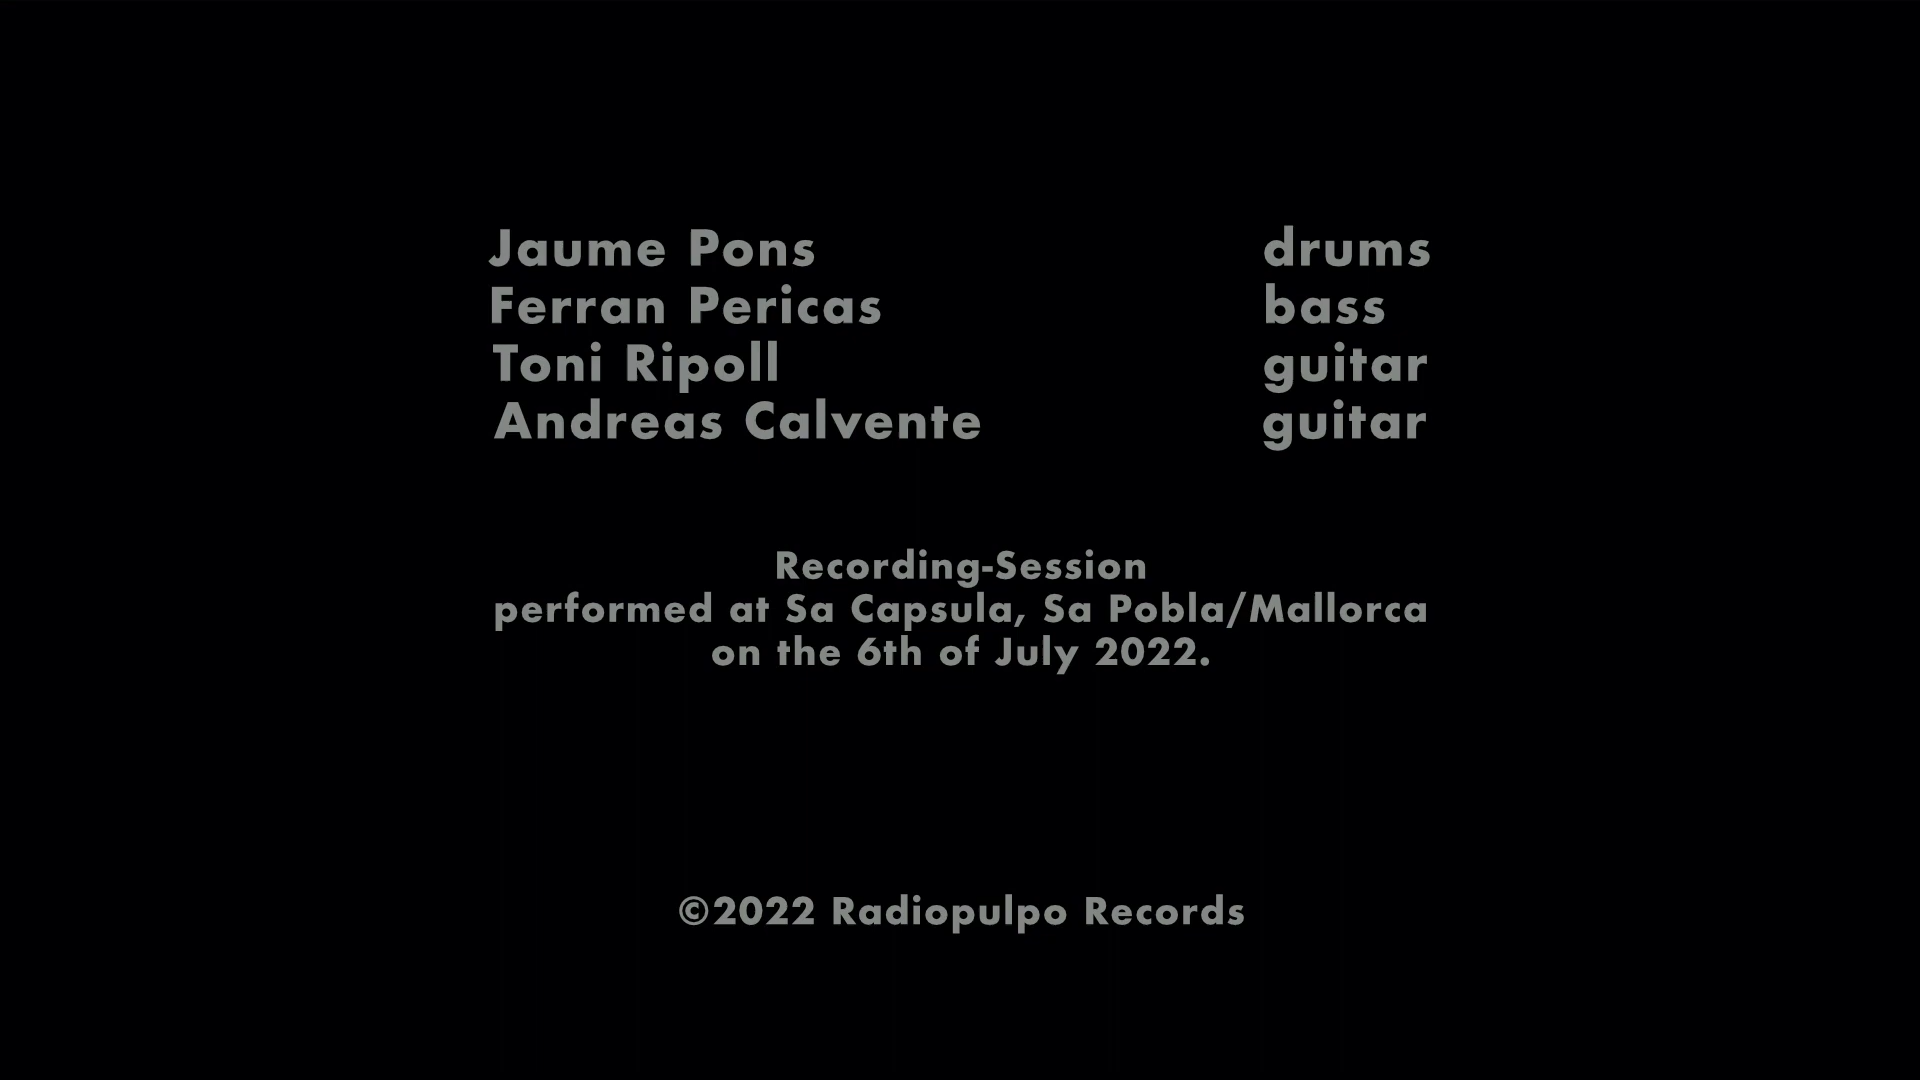 Jaume Pons drums
Ferran Pericas bass
Toni Ripoll guitar
Andreas Calvente guitar
Recording-Session
performed at Sa Capsula, Sa Pobla/Mallorca
on the 6th of July 2022.
©2022 Radiopulpo Records